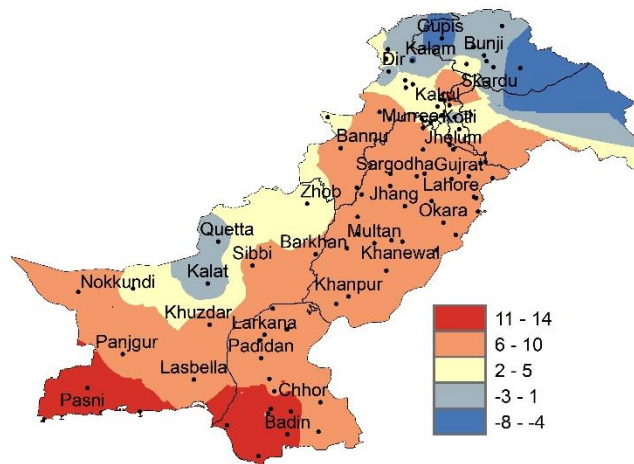 Gupis
Kalam
Bunji
Dir
Skardu
Kakul
Murree
Kotli
Bannu
Jhelum
Sargodha
Gujrat
Zhob
Jhang
Lahore
Okara
Quetta
Multan
Barkhan
Sibbi
Khanewal
Kalat
Nokkundi
Khanpur
Khuzdar
Larkana
Panjgur
Padidan
Lasbella
Pasni
Chhor
Badin
11 - 14
6 - 10
2 - 5
-3 - 1
-8 - -4